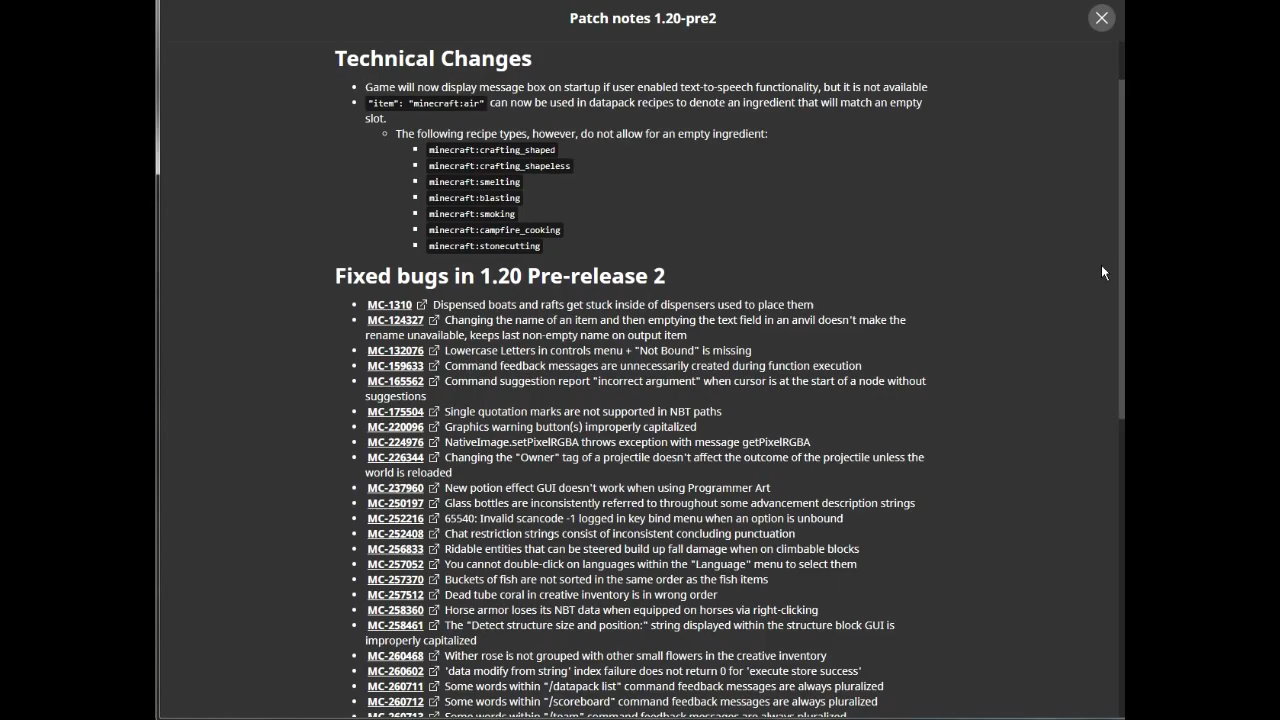 Patch notes 1.20-pre2
Technical Changes
Game will now display message box on startup if user enabled text-to-speech functionality, but it is not available
"item": "minecraft:air" can now be used in datapack recipes to denote an ingredient that will match an empty
slot.
The following recipe types, however, do not allow for an empty ingredient:
minecraft:crafting_shaped
minecraft:crafting_shapeless
minecraft:smelting
minecraft:blasting
minecraft:smoking
minecraft:campfire_cooking
minecraft:stonecutting
Fixed bugs in 1.20 Pre-release 2
MC-1310 Dispensed boats and rafts get stuck inside of dispensers used to place them
MC-124327 Changing the name of an item and then emptying the text field in an anvil doesn't make the
rename unavailable, keeps last non-empty name on output item
MC-132076 Lowercase Letters in controls menu + "Not Bound" is missing
MC-159633 Command feedback messages are unnecessarily created during function execution
MC-165562 Command suggestion report "incorrect argument" when cursor is at the start of a node without
suggestions
MC-175504 Single quotation marks are not supported in NBT paths
MC-220096 Graphics warning button(s) improperly capitalized
MC-224976 NativeImage.setPixelRGBA throws exception with message getPixelRGBA
MC-226344 Changing the "Owner" tag of a projectile doesn't affect the outcome of the projectile unless the
world is reloaded
MC-237960 New potion effect GUI doesn't work when using Programmer Art
MC-250197 Glass bottles are inconsistently referred to throughout some advancement description strings
MC-252216 65540: Invalid scancode -1 logged in key bind menu when an option is unbound
MC-252408 Chat restriction strings consist of inconsistent concluding punctuation
MC-256833 Ridable entities that can be steered build up fall damage when on climbable blocks
MC-257052 You cannot double-click on languages within the "Language" menu to select them
MC-257370 Buckets of fish are not sorted in the same order as the fish items
MC-257512 Dead tube coral in creative inventory is in wrong order
MC-258360 Horse armor loses its NBT data when equipped on horses via right-clicking
MC-258461 The "Detect structure size and position:" string displayed within the structure block GUI is
improperly capitalized
MC-260468 Wither rose is not grouped with other small flowers in the creative inventory
MC-260602 'data modify from string' index failure does not return 0 for 'execute store success'
MC-260711 Some words within "/datapack list" command feedback messages are always pluralized
MC-260712 Some words within "/scoreboard" command feedback messages are always pluralized
MC-260713 Some words within "/team" command feedback messages are always pluralized